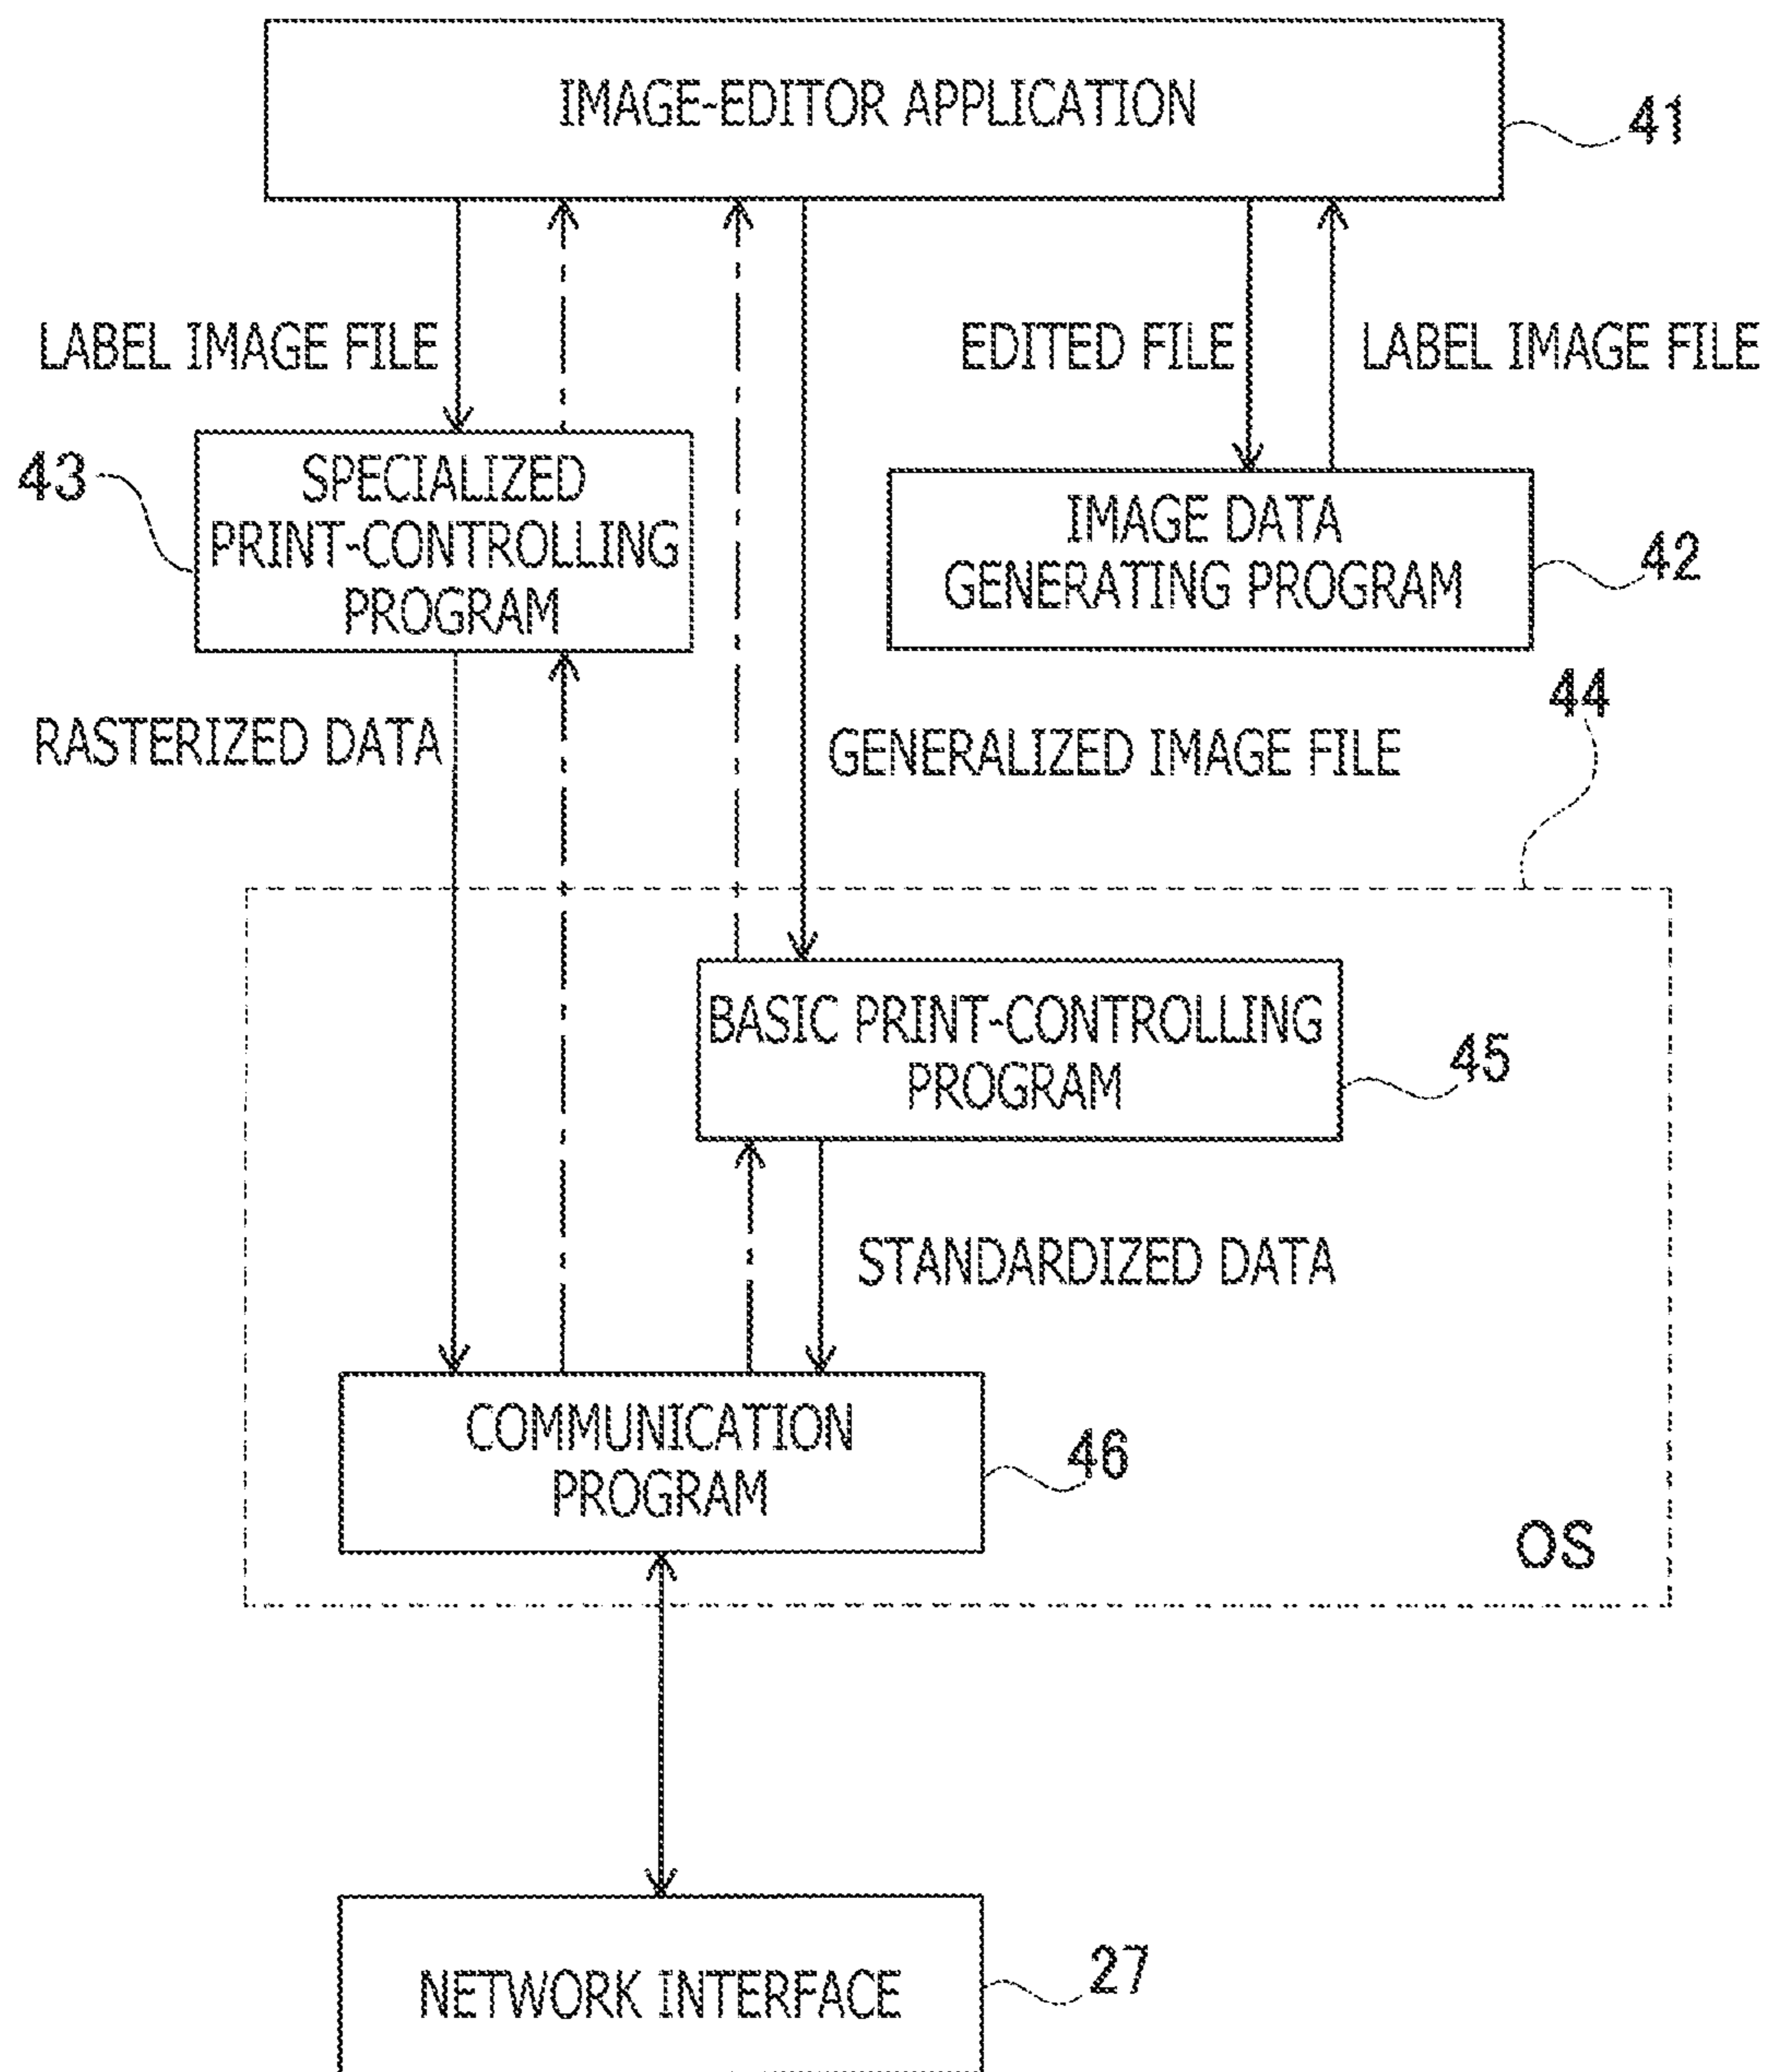 IMAGE-EDITOR APPLICATION
41
LABEL IMAGE FILE
EDITED FILE
LABEL IMAGE FILE
43
SPECIALIZED
PRINT-CONTROLLING
PROGRAM
IMAGE DATA
GENERATING PROGRAM
42
RASTERIZED DATA
GENERALIZED IMAGE FILE
44
BASIC PRINT-CONTROLLING
PROGRAM
45
STANDARDIZED DATA
COMMUNICATION
PROGRAM
46
OS
NETWORK INTERFACE
27